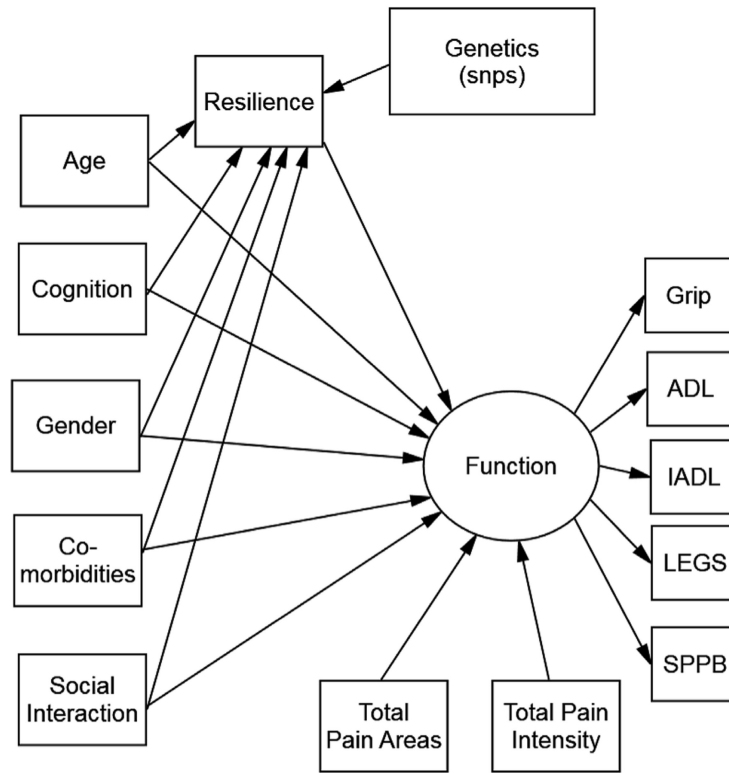 Genetics
(snps)
Resilience
Age
Cognition
Gender
Co-
morbidities
Social
Interaction
Function
Grip
ADL
IADL
LEGS
SPPB
Total
Pain Areas
Total Pain
Intensity